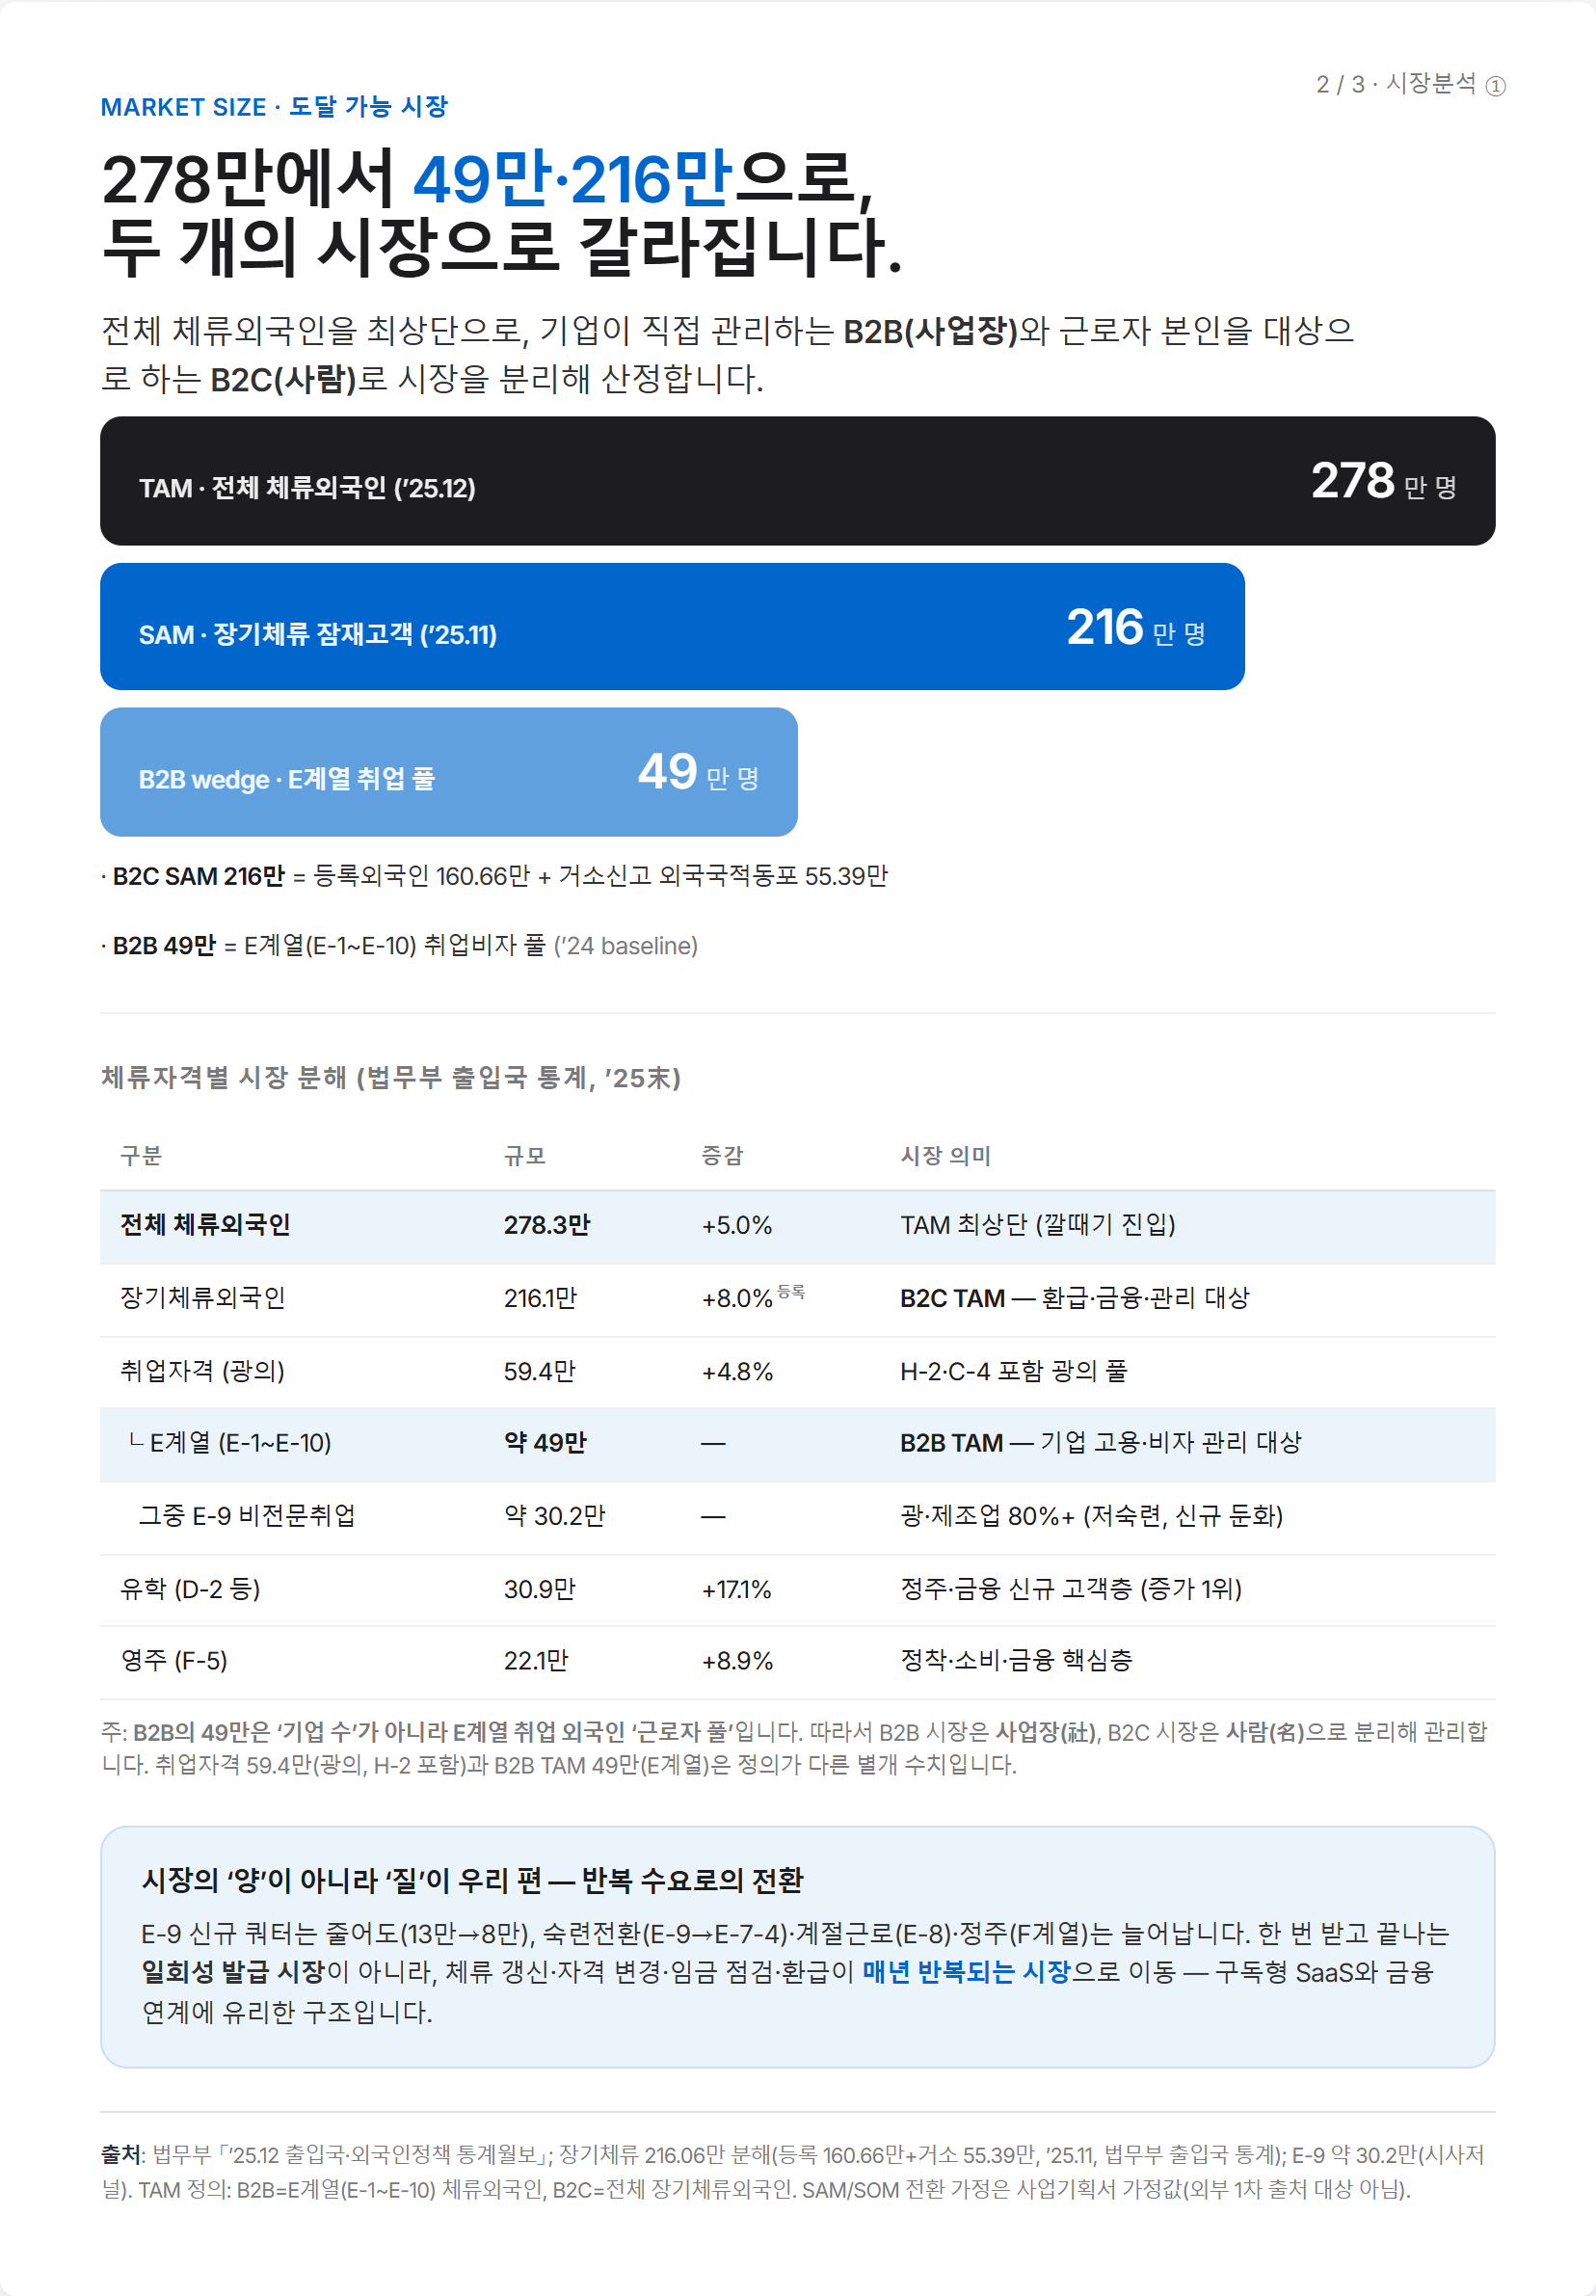 2 / 3 · 시장분석 ①
MARKET SIZE · 도달 가능 시장
278만에서 49만·216만으로,
두 개의 시장으로 갈라집니다.
전체 체류외국인을 최상단으로, 기업이 직접 관리하는 B2B(사업장)와 근로자 본인을 대상으
로 하는 B2C(사람)로 시장을 분리해 산정합니다.
TAM · 전체 체류외국인 (’25.12) 278 만 명
SAM · 장기체류 잠재고객 (’25.11) 216 만 명
B2B wedge · E계열 취업 풀 49 만 명
· B2C SAM 216만 = 등록외국인 160.66만 + 거소신고 외국국적동포 55.39만
· B2B 49만 = E계열(E-1~E-10) 취업비자 풀 (’24 baseline)
체류자격별 시장 분해 (법무부 출입국 통계, ’25末)
구분 규모 증감 시장 의미
전체 체류외국인 278.3만 +5.0% TAM 최상단 (깔때기 진입)
장기체류외국인 216.1만 +8.0% 등록 B2C TAM — 환급·금융·관리 대상
취업자격 (광의) 59.4만 +4.8% H-2·C-4 포함 광의 풀
└ E계열 (E-1~E-10) 약 49만 — B2B TAM — 기업 고용·비자 관리 대상
그중 E-9 비전문취업 약 30.2만 — 광·제조업 80%+ (저숙련, 신규 둔화)
유학 (D-2 등) 30.9만 +17.1% 정주·금융 신규 고객층 (증가 1위)
영주 (F-5) 22.1만 +8.9% 정착·소비·금융 핵심층
주: B2B의 49만은 ‘기업 수’가 아니라 E계열 취업 외국인 ‘근로자 풀’입니다. 따라서 B2B 시장은 사업장(社), B2C 시장은 사람(名)으로 분리해 관리합
니다. 취업자격 59.4만(광의, H-2 포함)과 B2B TAM 49만(E계열)은 정의가 다른 별개 수치입니다.
시장의 ‘양’이 아니라 ‘질’이 우리 편 — 반복 수요로의 전환
E-9 신규 쿼터는 줄어도(13만→8만), 숙련전환(E-9→E-7-4)·계절근로(E-8)·정주(F계열)는 늘어납니다. 한 번 받고 끝나는
일회성 발급 시장이 아니라, 체류 갱신·자격 변경·임금 점검·환급이 매년 반복되는 시장으로 이동 — 구독형 SaaS와 금융
연계에 유리한 구조입니다.
출처: 법무부 「’25.12 출입국·외국인정책 통계월보」; 장기체류 216.06만 분해(등록 160.66만+거소 55.39만, ’25.11, 법무부 출입국 통계); E-9 약 30.2만(시사저
널). TAM 정의: B2B=E계열(E-1~E-10) 체류외국인, B2C=전체 장기체류외국인. SAM/SOM 전환 가정은 사업기획서 가정값(외부 1차 출처 대상 아님).